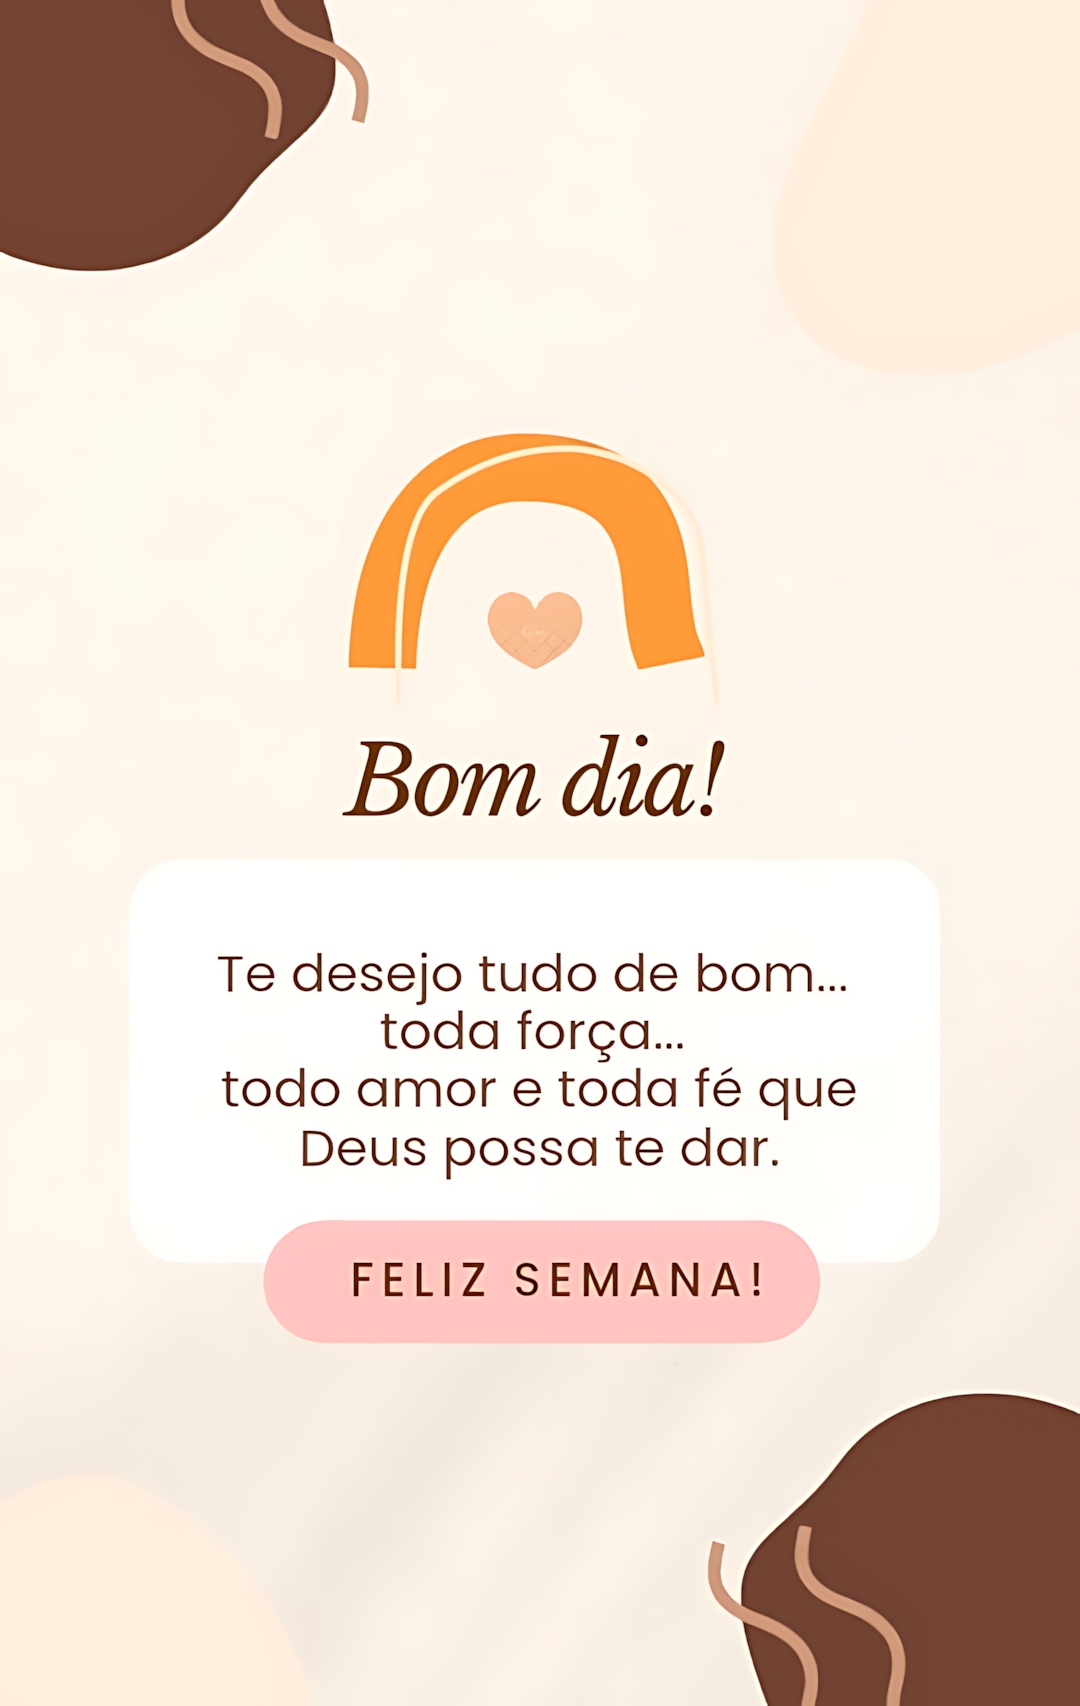 Bom dia!
Te desejo tudo de bom...
toda força...
todo amor e toda fé que
Deus possa te dar.
FELIZ SEMANA!